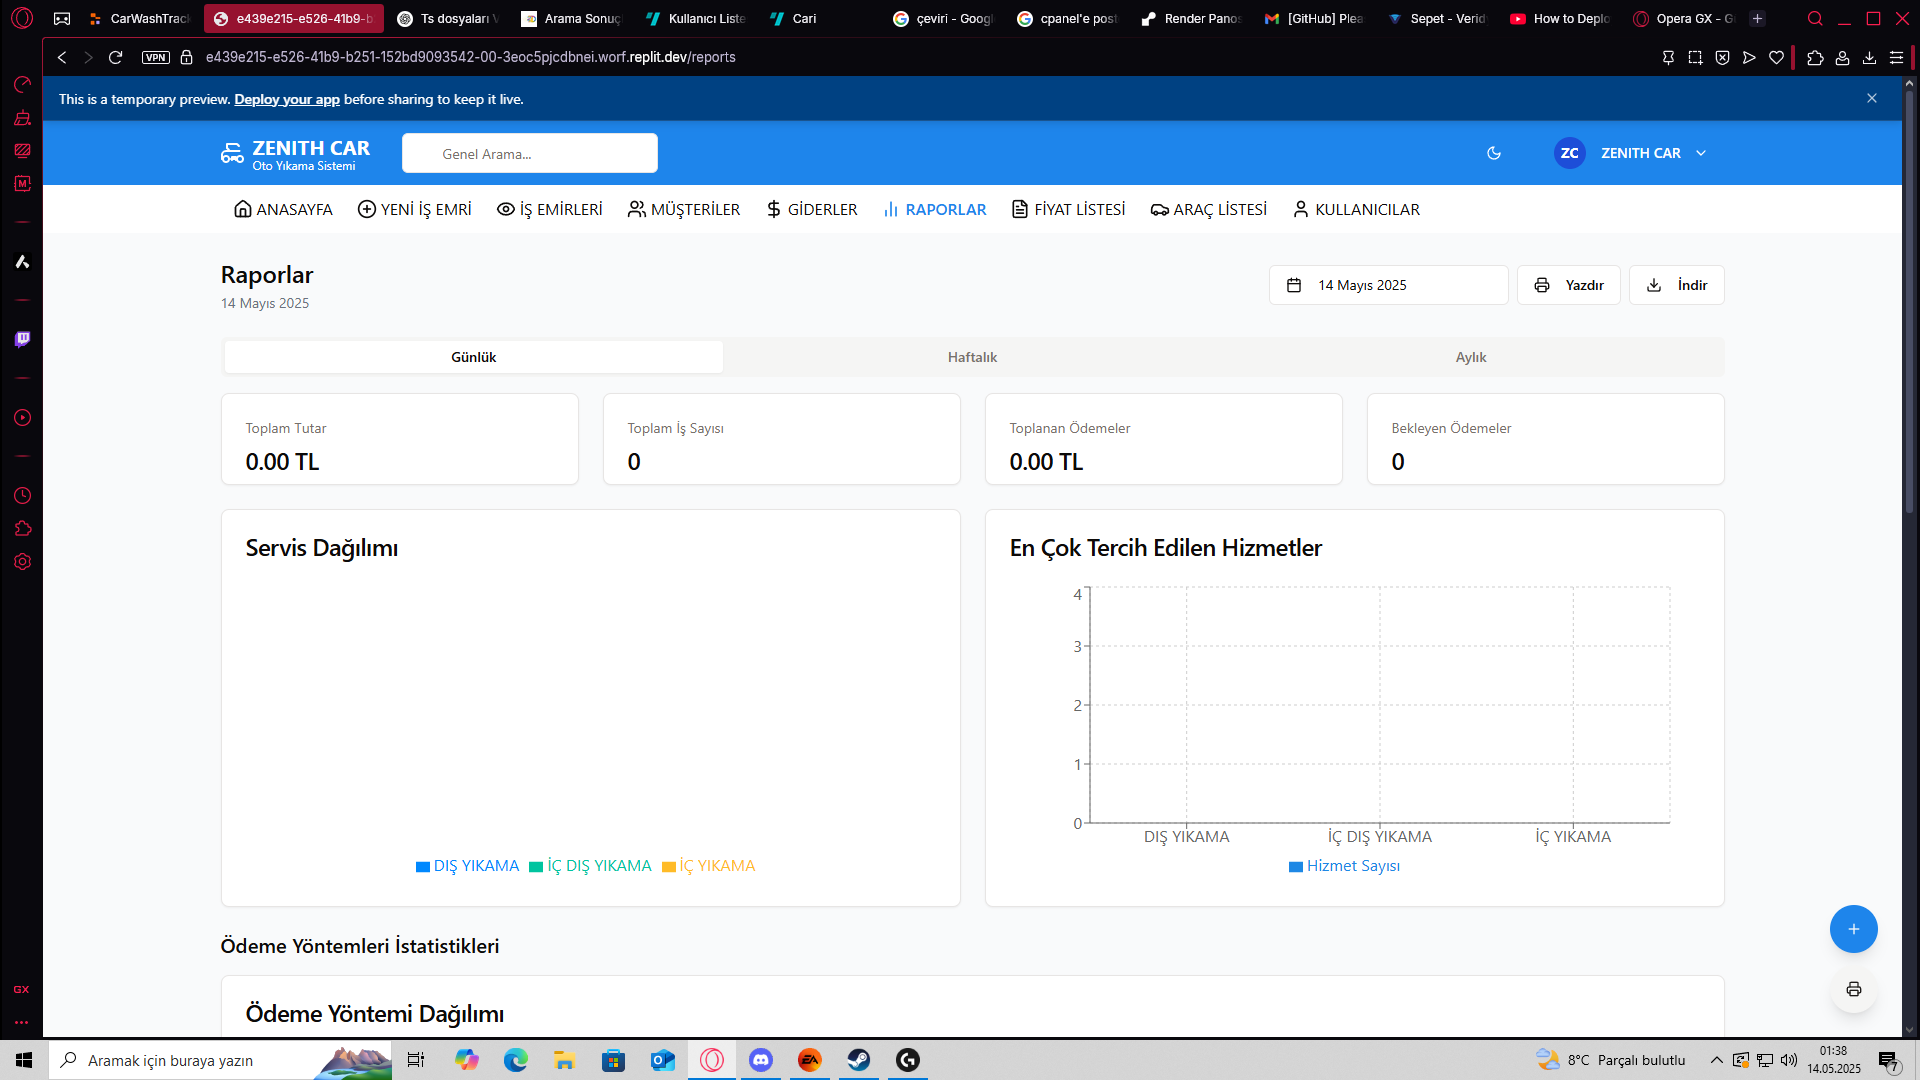 CarWashTrack
e439e215-e526-41b9-b
Ts dosyaları V
Arama Sonuç
Kullanıcı Liste
Cari
çeviri - Googl
cpanel'e post
Render Panos
[GitHub] Plea
Sepet - Verid
How to Deplo
Opera GX - G
VPN
e439e215-e526-41b9-b251-152bd9093542-00-3eoc5pjcdbnei.worf.replit.dev/reports
This is a temporary preview. Deploy your app before sharing to keep it live.
ZENITH CAR
Oto Yıkama Sistemi
Genel Arama...
ZC
ZENITH CAR
ANASAYFA
YENİ İŞ EMRİ
İŞ EMİRLERİ
MÜŞTERİLER
GİDERLER
RAPORLAR
FİYAT LİSTESİ
ARAÇ LİSTESİ
KULLANICILAR
Raporlar
14 Mayıs 2025
14 Mayıs 2025
Yazdır
İndir
Günlük
Haftalık
Aylık
Toplam Tutar
0.00 TL
Toplam İş Sayısı
0
Toplanan Ödemeler
0.00 TL
Bekleyen Ödemeler
0
Servis Dağılımı
DIŞ YIKAMA
İÇ DIŞ YIKAMA
İÇ YIKAMA
En Çok Tercih Edilen Hizmetler
4
3
2
1
0
DIŞ YIKAMA
İÇ DIŞ YIKAMA
İÇ YIKAMA
Hizmet Sayısı
Ödeme Yöntemleri İstatistikleri
Ödeme Yöntemi Dağılımı
GX
Aramak için buraya yazın
8°C Parçalı bulutlu
01:38
14.05.2025
7